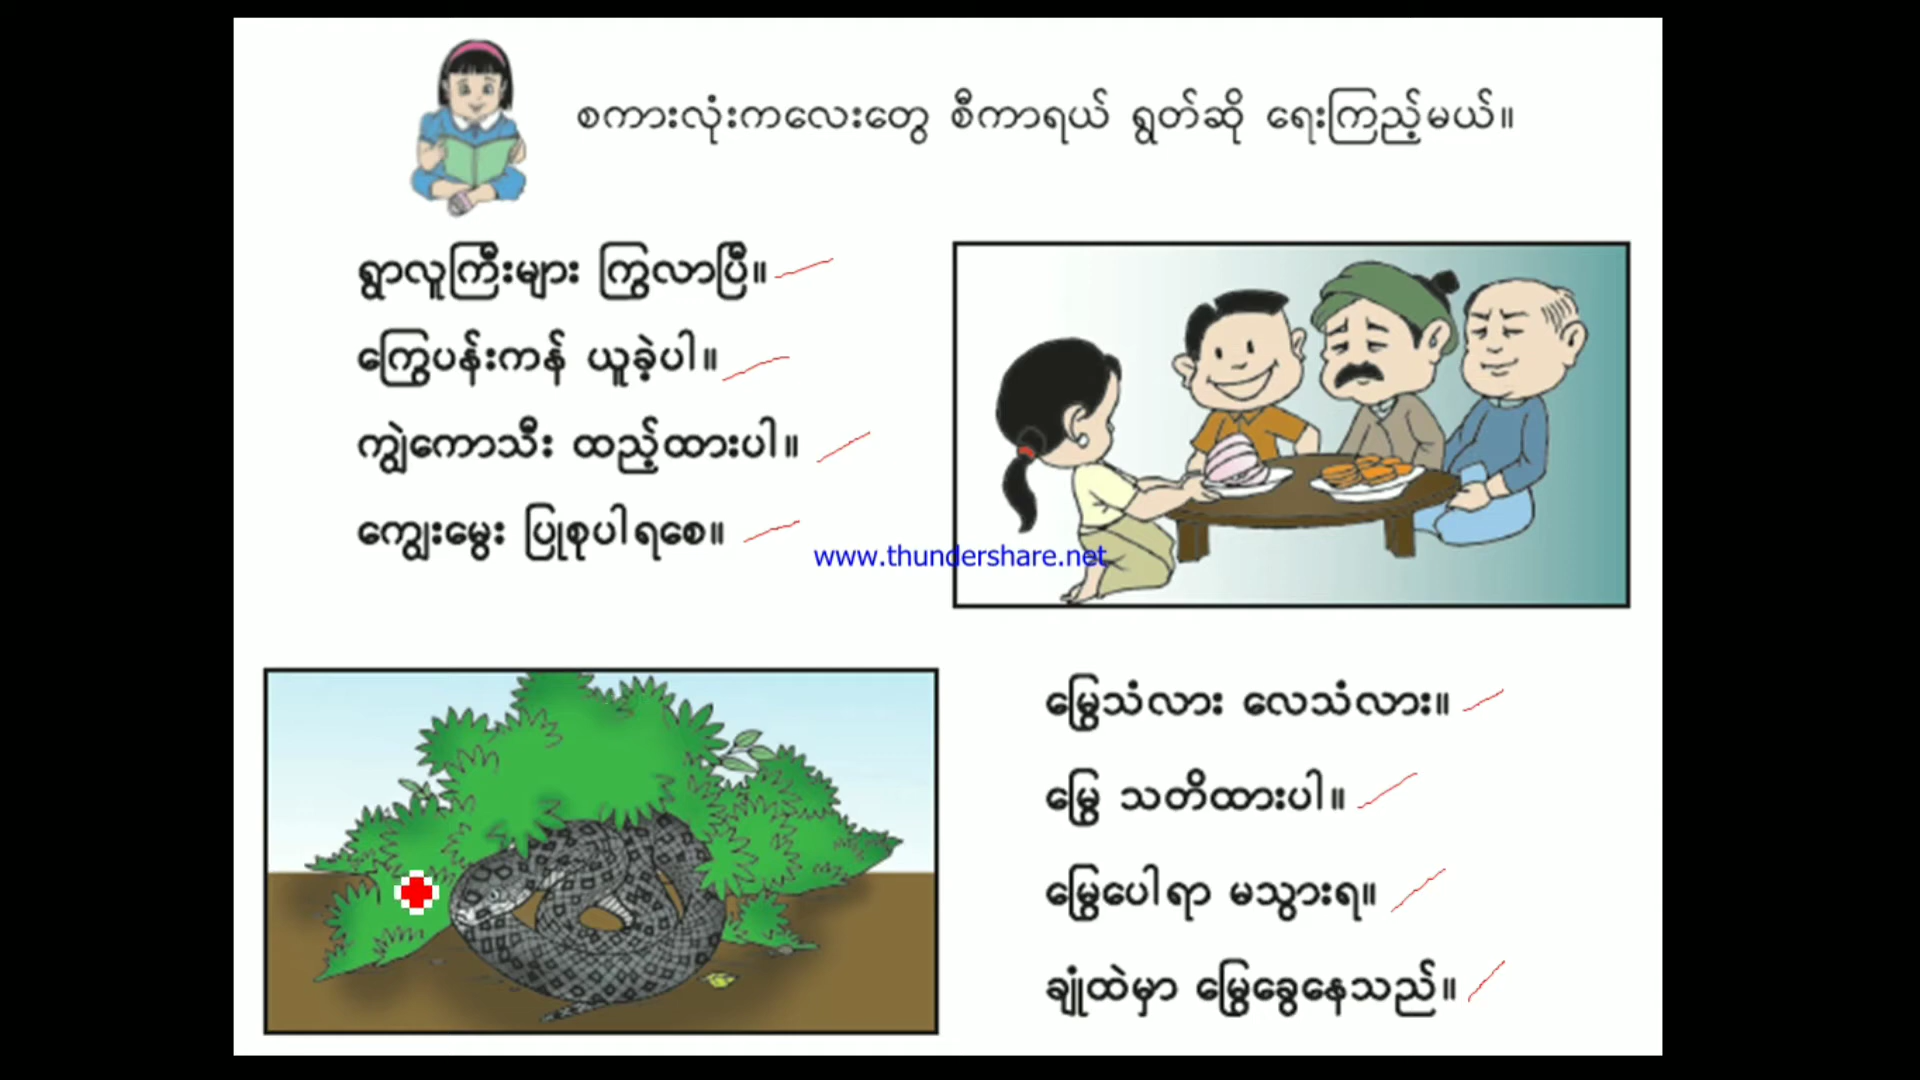 စကားလုံးကလေးတွေ စီကာရယ် ရွတ်ဆို ရေးကြည့်မယ်။
ရွာလူကြီးများ ကြွလာပြီ။
ကြွေပန်းကန် ယူခဲ့ပါ။
ကျွဲကောသီး ထည့်ထားပါ။
ကျွေးမွေး ပြုစုပါရစေ။
www.thundershare.net
မြွေသံလား လေသံလား။
မြွေ သတိထားပါ။
မြွေပေါရာ မသွားရ။
ချုံထဲမှာ မြွေခွေနေသည်။